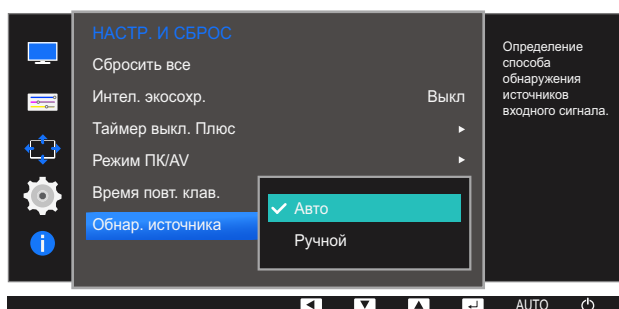 НАСТР. И СБРОС
Сбросить все
Интел. экосохр. Выкл
Таймер выкл. Плюс
Режим ПК/AV
Время повт. клав.
Обнар. источника
Авто
Ручной
Определение
способа
обнаружения
источников
входного сигнала.
AUTO